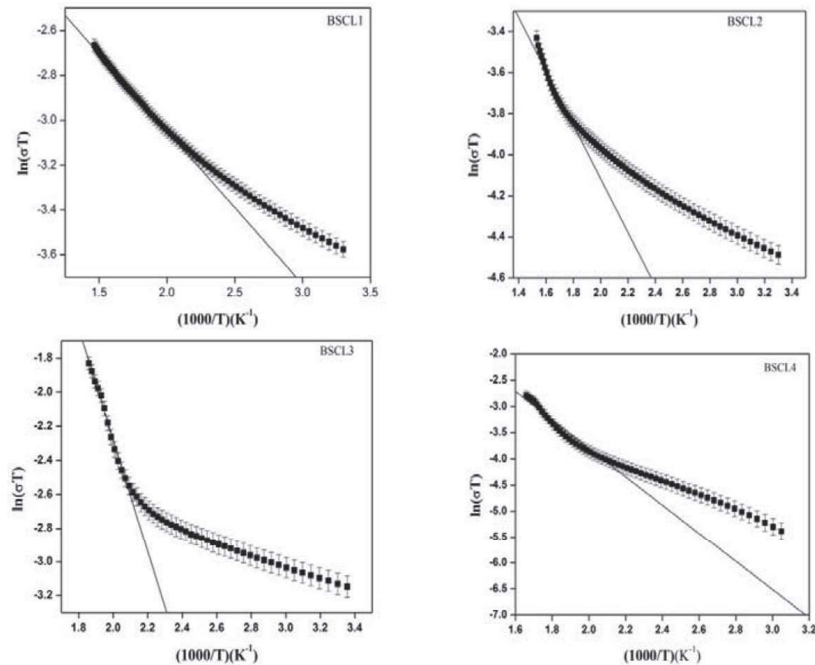 BSCL1
-2.6
-2.8
-3.0
-3.2
-3.4
-3.6
ln(σT)
1.5 2.0 2.5 3.0 3.5
(1000/T)(K⁻¹)
BSCL2
-3.4
-3.6
-3.8
-4.0
-4.2
-4.4
-4.6
ln(σT)
1.4 1.6 1.8 2.0 2.2 2.4 2.6 2.8 3.0 3.2 3.4
(1000/T)(K⁻¹)
BSCL3
-1.8
-2.0
-2.2
-2.4
-2.6
-2.8
-3.0
-3.2
ln(σT)
1.8 2.0 2.2 2.4 2.6 2.8 3.0 3.2 3.4
(1000/T)(K⁻¹)
BSCL4
-2.0
-2.5
-3.0
-3.5
-4.0
-4.5
-5.0
-5.5
-6.0
-6.5
-7.0
ln(σT)
1.6 1.8 2.0 2.2 2.4 2.6 2.8 3.0 3.2
(1000/T)(K⁻¹)